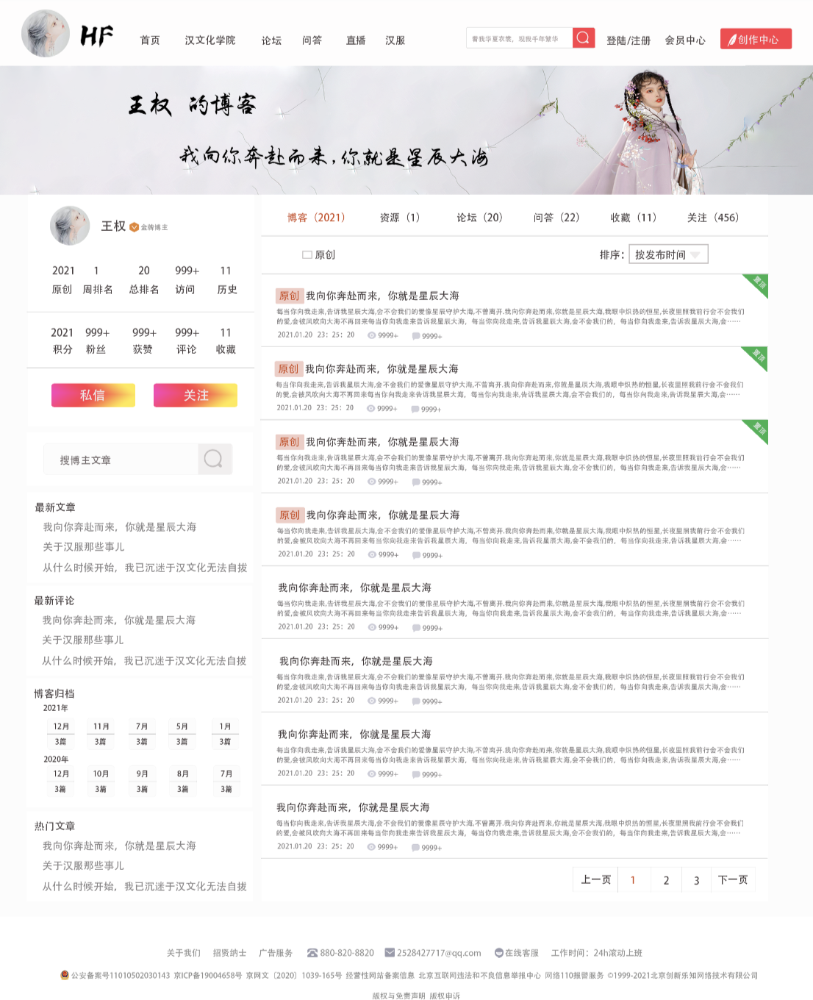 HF 首页 汉文化学院 论坛 问答 直播 汉服 着我华夏衣裳，观我千年繁华 登陆/注册 会员中心 创作中心
王权 的博客
我向你奔赴而来，你就是星辰大海
王权 金牌博主
2021 1 20 999+ 11
原创 周排名 总排名 访问 历史
2021 999+ 999+ 999+ 11
积分 粉丝 获赞 评论 收藏
私信 关注
搜博主文章
最新文章
我向你奔赴而来，你就是星辰大海
关于汉服那些事儿
从什么时候开始，我已沉迷于汉文化无法自拔
最新评论
我向你奔赴而来，你就是星辰大海
关于汉服那些事儿
从什么时候开始，我已沉迷于汉文化无法自拔
博客归档
2021年
12月 11月 7月 5月 1月
3篇 3篇 3篇 3篇 3篇
2020年
12月 10月 9月 8月 7月
3篇 3篇 3篇 3篇 3篇
热门文章
我向你奔赴而来，你就是星辰大海
关于汉服那些事儿
从什么时候开始，我已沉迷于汉文化无法自拔
博客（2021） 资源（1） 论坛（20） 问答（22） 收藏（11） 关注（456）
原创 排序：按发布时间
置顶
原创 我向你奔赴而来，你就是星辰大海
每当你向我走来,告诉我星辰大海,会不会我们的爱像星辰守护大海,不曾离开.我向你奔赴而来,你就是星辰大海,我眼中炽热的恒星,长夜里照我前行会不会我们
的爱,会被风吹向大海不再回来每当你向我走来告诉我星辰大海，每当你向我走来,告诉我星辰大海,会不会我们的，每当你向我走来,告诉我星辰大海,会……
2021.01.20 23：25：20 9999+ 9999+
置顶
原创 我向你奔赴而来，你就是星辰大海
每当你向我走来,告诉我星辰大海,会不会我们的爱像星辰守护大海,不曾离开.我向你奔赴而来,你就是星辰大海,我眼中炽热的恒星,长夜里照我前行会不会我们
的爱,会被风吹向大海不再回来每当你向我走来告诉我星辰大海，每当你向我走来,告诉我星辰大海,会不会我们的，每当你向我走来,告诉我星辰大海,会……
2021.01.20 23：25：20 9999+ 9999+
置顶
原创 我向你奔赴而来，你就是星辰大海
每当你向我走来,告诉我星辰大海,会不会我们的爱像星辰守护大海,不曾离开.我向你奔赴而来,你就是星辰大海,我眼中炽热的恒星,长夜里照我前行会不会我们
的爱,会被风吹向大海不再回来每当你向我走来告诉我星辰大海，每当你向我走来,告诉我星辰大海,会不会我们的，每当你向我走来,告诉我星辰大海,会……
2021.01.20 23：25：20 9999+ 9999+
原创 我向你奔赴而来，你就是星辰大海
每当你向我走来,告诉我星辰大海,会不会我们的爱像星辰守护大海,不曾离开.我向你奔赴而来,你就是星辰大海,我眼中炽热的恒星,长夜里照我前行会不会我们
的爱,会被风吹向大海不再回来每当你向我走来告诉我星辰大海，每当你向我走来,告诉我星辰大海,会不会我们的，每当你向我走来,告诉我星辰大海,会……
2021.01.20 23：25：20 9999+ 9999+
我向你奔赴而来，你就是星辰大海
每当你向我走来,告诉我星辰大海,会不会我们的爱像星辰守护大海,不曾离开.我向你奔赴而来,你就是星辰大海,我眼中炽热的恒星,长夜里照我前行会不会我们
的爱,会被风吹向大海不再回来每当你向我走来告诉我星辰大海，每当你向我走来,告诉我星辰大海,会不会我们的，每当你向我走来,告诉我星辰大海,会……
2021.01.20 23：25：20 9999+ 9999+
我向你奔赴而来，你就是星辰大海
每当你向我走来,告诉我星辰大海,会不会我们的爱像星辰守护大海,不曾离开.我向你奔赴而来,你就是星辰大海,我眼中炽热的恒星,长夜里照我前行会不会我们
的爱,会被风吹向大海不再回来每当你向我走来告诉我星辰大海，每当你向我走来,告诉我星辰大海,会不会我们的，每当你向我走来,告诉我星辰大海,会……
2021.01.20 23：25：20 9999+ 9999+
我向你奔赴而来，你就是星辰大海
每当你向我走来,告诉我星辰大海,会不会我们的爱像星辰守护大海,不曾离开.我向你奔赴而来,你就是星辰大海,我眼中炽热的恒星,长夜里照我前行会不会我们
的爱,会被风吹向大海不再回来每当你向我走来告诉我星辰大海，每当你向我走来,告诉我星辰大海,会不会我们的，每当你向我走来,告诉我星辰大海,会……
2021.01.20 23：25：20 9999+ 9999+
我向你奔赴而来，你就是星辰大海
每当你向我走来,告诉我星辰大海,会不会我们的爱像星辰守护大海,不曾离开.我向你奔赴而来,你就是星辰大海,我眼中炽热的恒星,长夜里照我前行会不会我们
的爱,会被风吹向大海不再回来每当你向我走来告诉我星辰大海，每当你向我走来,告诉我星辰大海,会不会我们的，每当你向我走来,告诉我星辰大海,会……
2021.01.20 23：25：20 9999+ 9999+
上一页 1 2 3 下一页
关于我们 招贤纳士 广告服务 880-820-8820 2528427717@qq.com 在线客服 工作时间：24h滚动上班
公安备案号11010502030143 京ICP备19004658号 京网文〔2020〕1039-165号 经营性网站备案信息 北京互联网违法和不良信息举报中心 网络110报警服务 ©1999-2021北京创新乐知网络技术有限公司
版权与免责声明 版权申诉